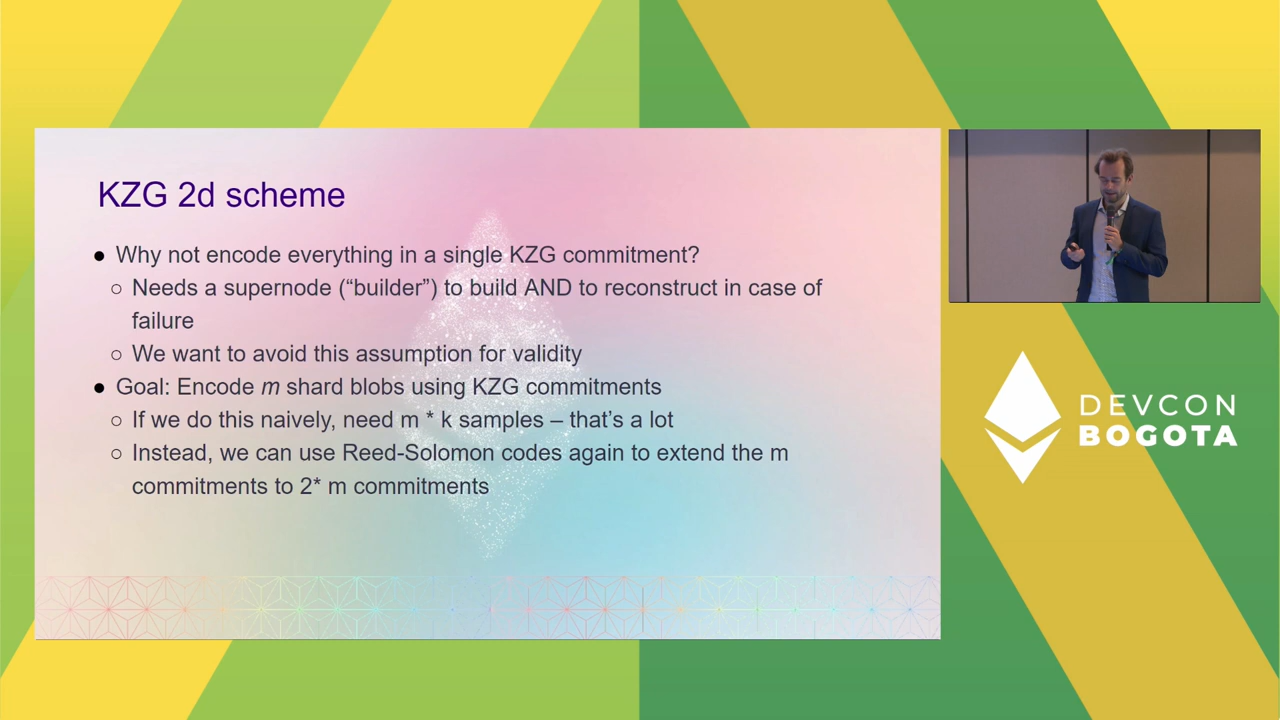 KZG 2d scheme
● Why not encode everything in a single KZG commitment?
○ Needs a supernode (“builder”) to build AND to reconstruct in case of
failure
○ We want to avoid this assumption for validity
● Goal: Encode m shard blobs using KZG commitments
○ If we do this naively, need m * k samples – that’s a lot
○ Instead, we can use Reed-Solomon codes again to extend the m
commitments to 2* m commitments
DEVCON
BOGOTA